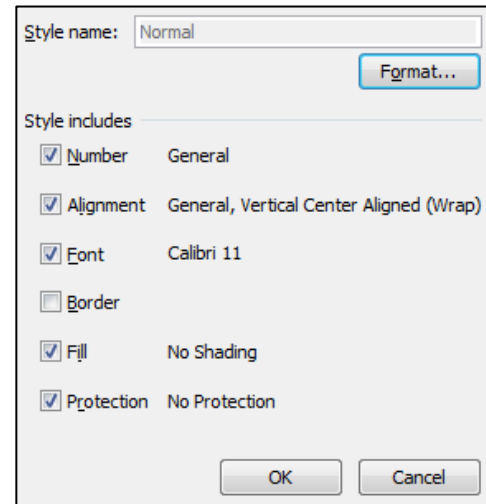 Style name: Normal
Format...
Style includes
Number General
Alignment General, Vertical Center Aligned (Wrap)
Font Calibri 11
Border
Fill No Shading
Protection No Protection
OK Cancel